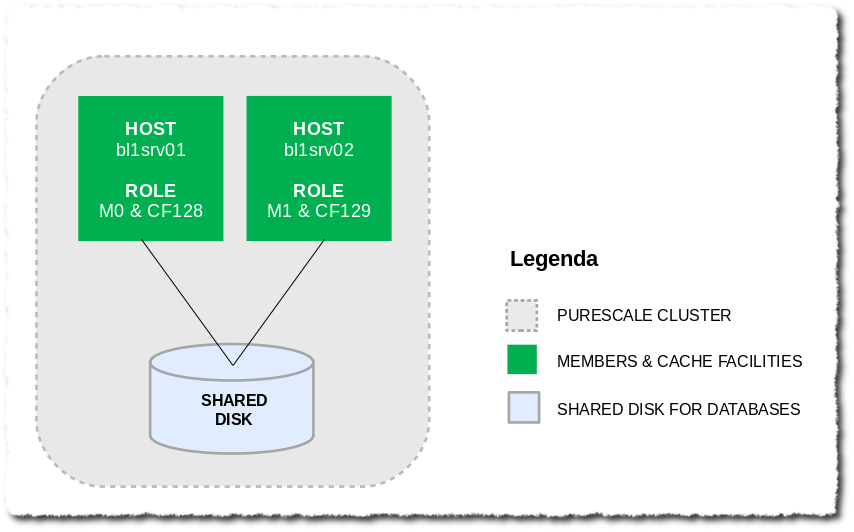 HOST
bl1srv01
ROLE
M0 & CF128
HOST
bl1srv02
ROLE
M1 & CF129
SHARED
DISK
Legenda
PURESCALE CLUSTER
MEMBERS & CACHE FACILITIES
SHARED DISK FOR DATABASES